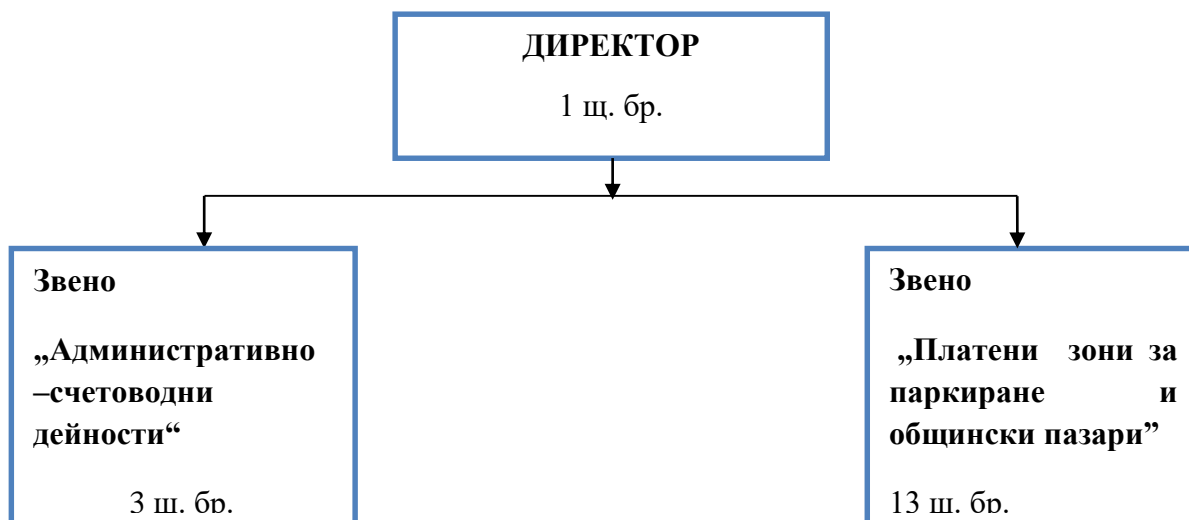 ДИРЕКТОР
1 щ. бр.
Звено
„Административно
–счетоводни
дейности“
3 щ. бр.
Звено
„Платени зони за
паркиране и
общински пазари”
13 щ. бр.